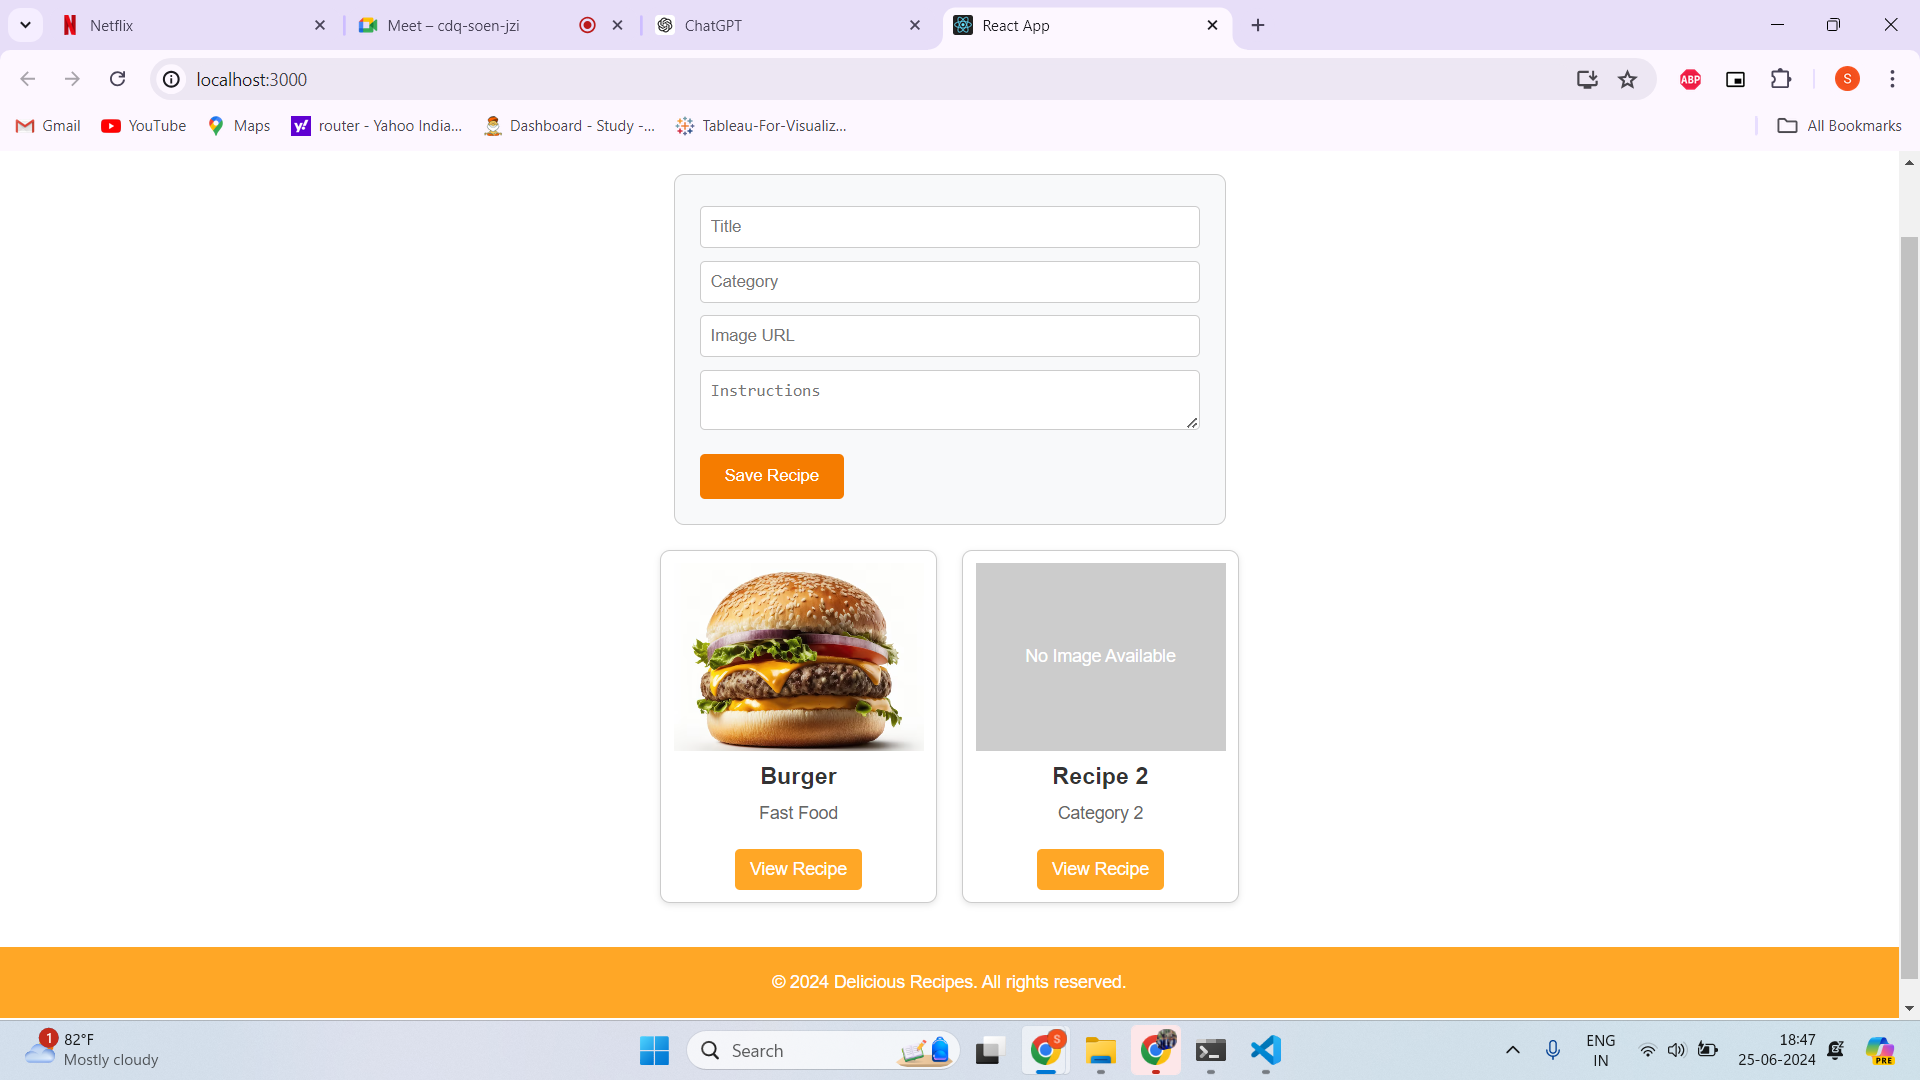 Netflix
Meet – cdq-soen-jzi
ChatGPT
React App
localhost:3000
ABP
S
Gmail
YouTube
Maps
router - Yahoo India...
Dashboard - Study -...
Tableau-For-Visualiz...
All Bookmarks
Title
Category
Image URL
Instructions
Save Recipe
No Image Available
Burger
Recipe 2
Fast Food
Category 2
View Recipe
View Recipe
© 2024 Delicious Recipes. All rights reserved.
1
82°F
Mostly cloudy
Search
S
ENG
IN
18:47
25-06-2024
PRE